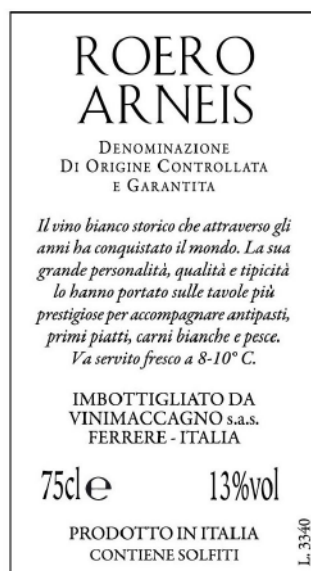 ROERO
ARNEIS
DENOMINAZIONE
DI ORIGINE CONTROLLATA
E GARANTITA
Il vino bianco storico che attraverso gli
anni ha conquistato il mondo. La sua
grande personalità, qualità e tipicità
lo hanno portato sulle tavole più
prestigiose per accompagnare antipasti,
primi piatti, carni bianche e pesce.
Va servito fresco a 8-10° C.
IMBOTTIGLIATO DA
VINIMACCAGNO s.a.s.
FERRERE - ITALIA
75cl e 13%vol
PRODOTTO IN ITALIA
CONTIENE SOLFITI
L. 3340